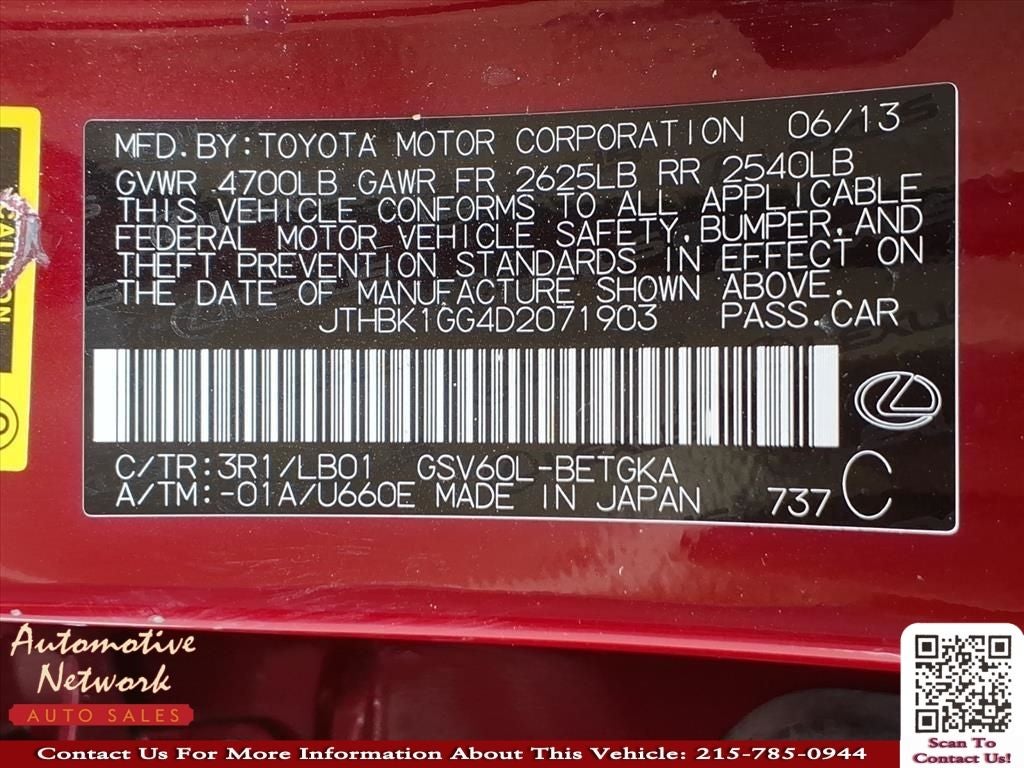 MFD.BY:TOYOTA MOTOR CORPORATION 06/13
GVWR 4700LB GAWR FR 2625LB RR 2540LB
THIS VEHICLE CONFORMS TO ALL APPLICABLE
FEDERAL MOTOR VEHICLE SAFETY,BUMPER,AND
THEFT PREVENTION STANDARDS IN EFFECT ON
THE DATE OF MANUFACTURE SHOWN ABOVE.
JTHBK1GG4D2071903 PASS.CAR
C/TR:3R1/LB01 GSV60L-BETGKA
A/TM:-01A/U660E MADE IN JAPAN 737 C
Automotive
Network
AUTO SALES
Contact Us For More Information About This Vehicle: 215-785-0944
Scan To
Contact Us!